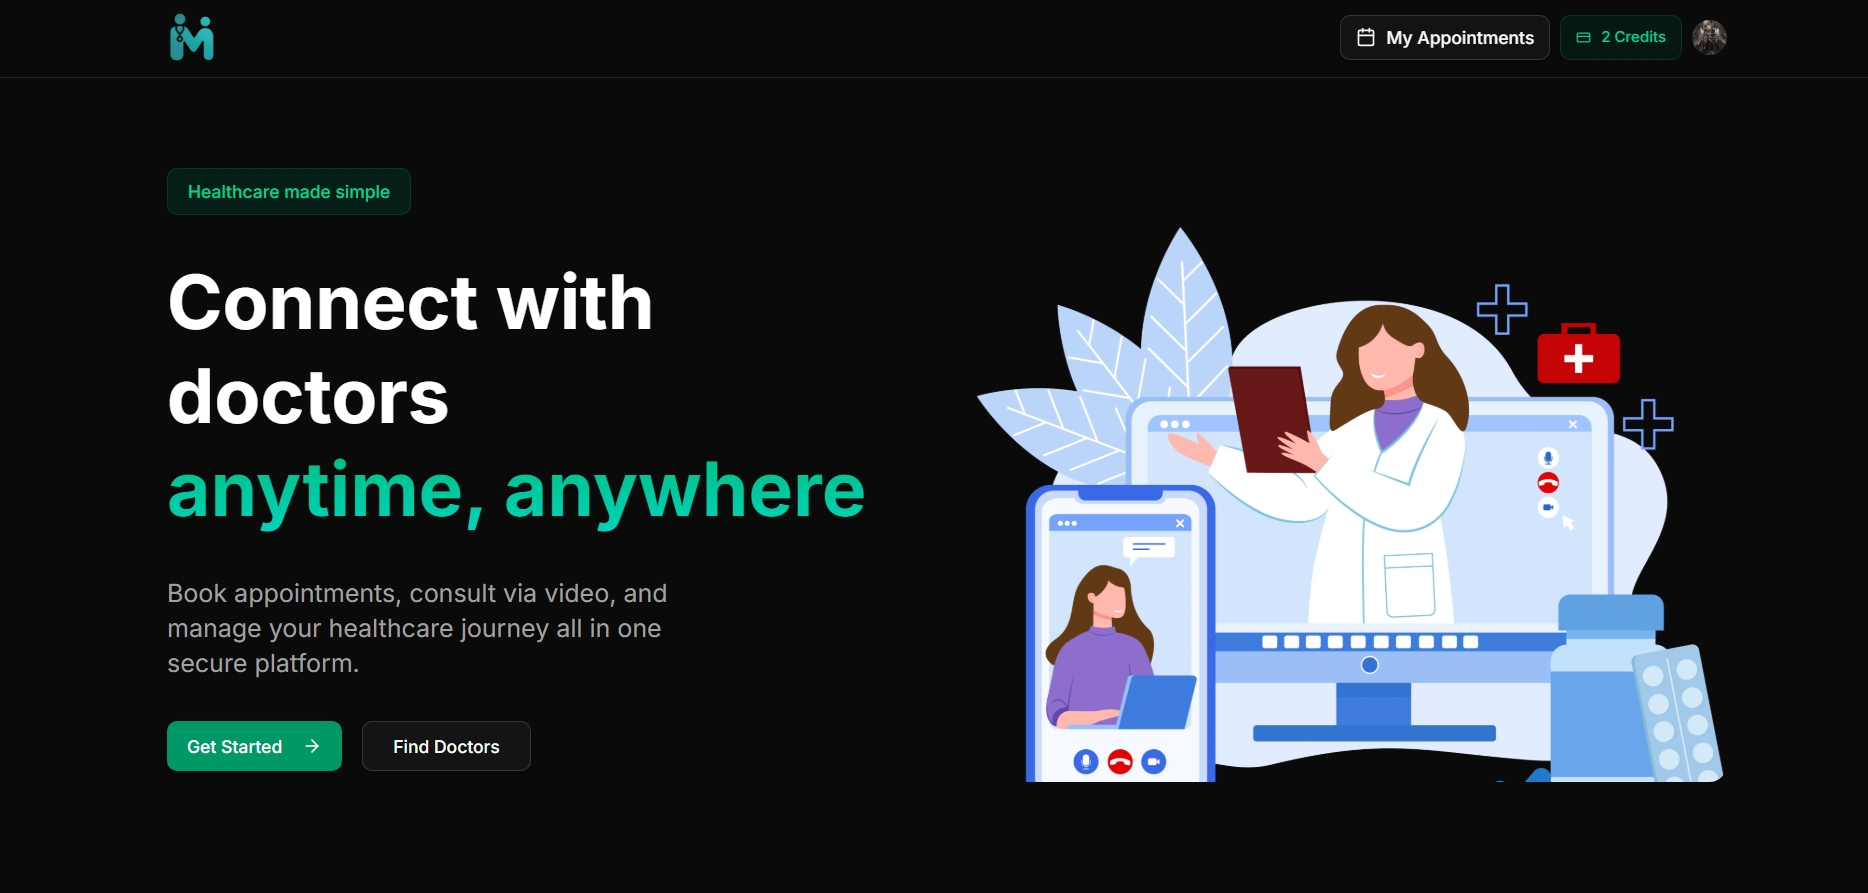 My Appointments
2 Credits
Healthcare made simple
Connect with
doctors
anytime, anywhere
Book appointments, consult via video, and
manage your healthcare journey all in one
secure platform.
Get Started
Find Doctors